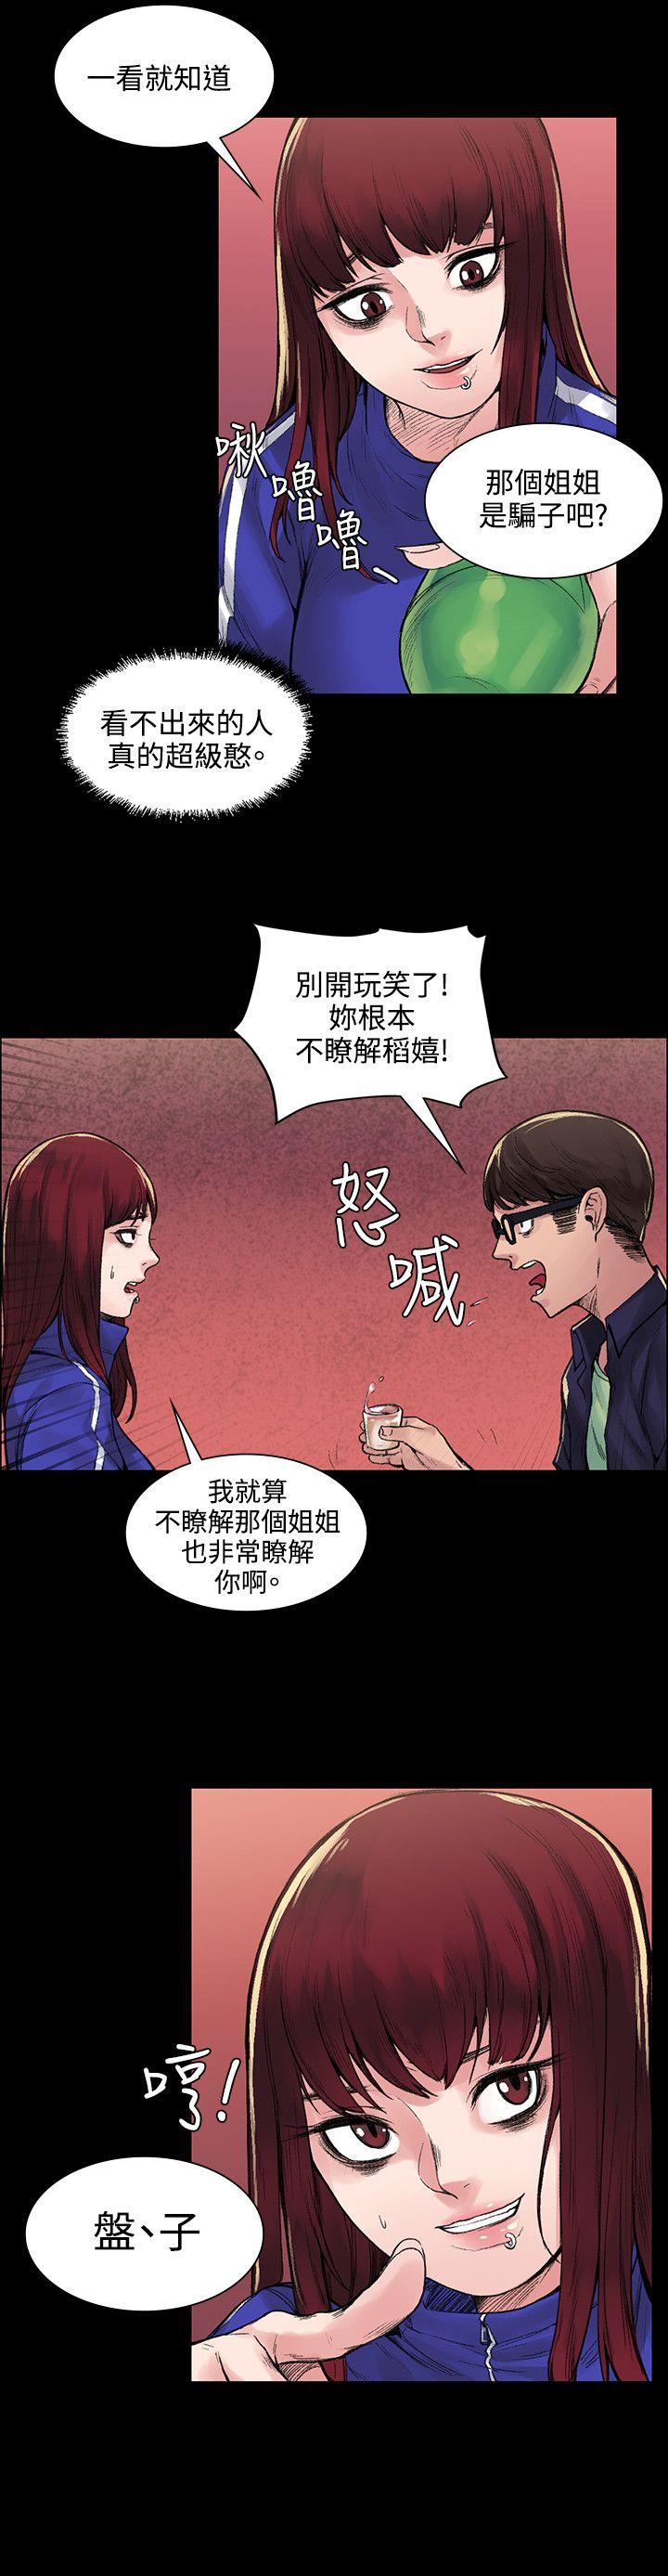 一看就知道
啾嚕嚕、
那個姐姐
是騙子吧?
看不出來的人
真的超級憨。
別開玩笑了!
妳根本
不瞭解稻嬉!
怒喊
我就算
不瞭解那個姐姐
也非常瞭解
你啊。
哼!
盤、子